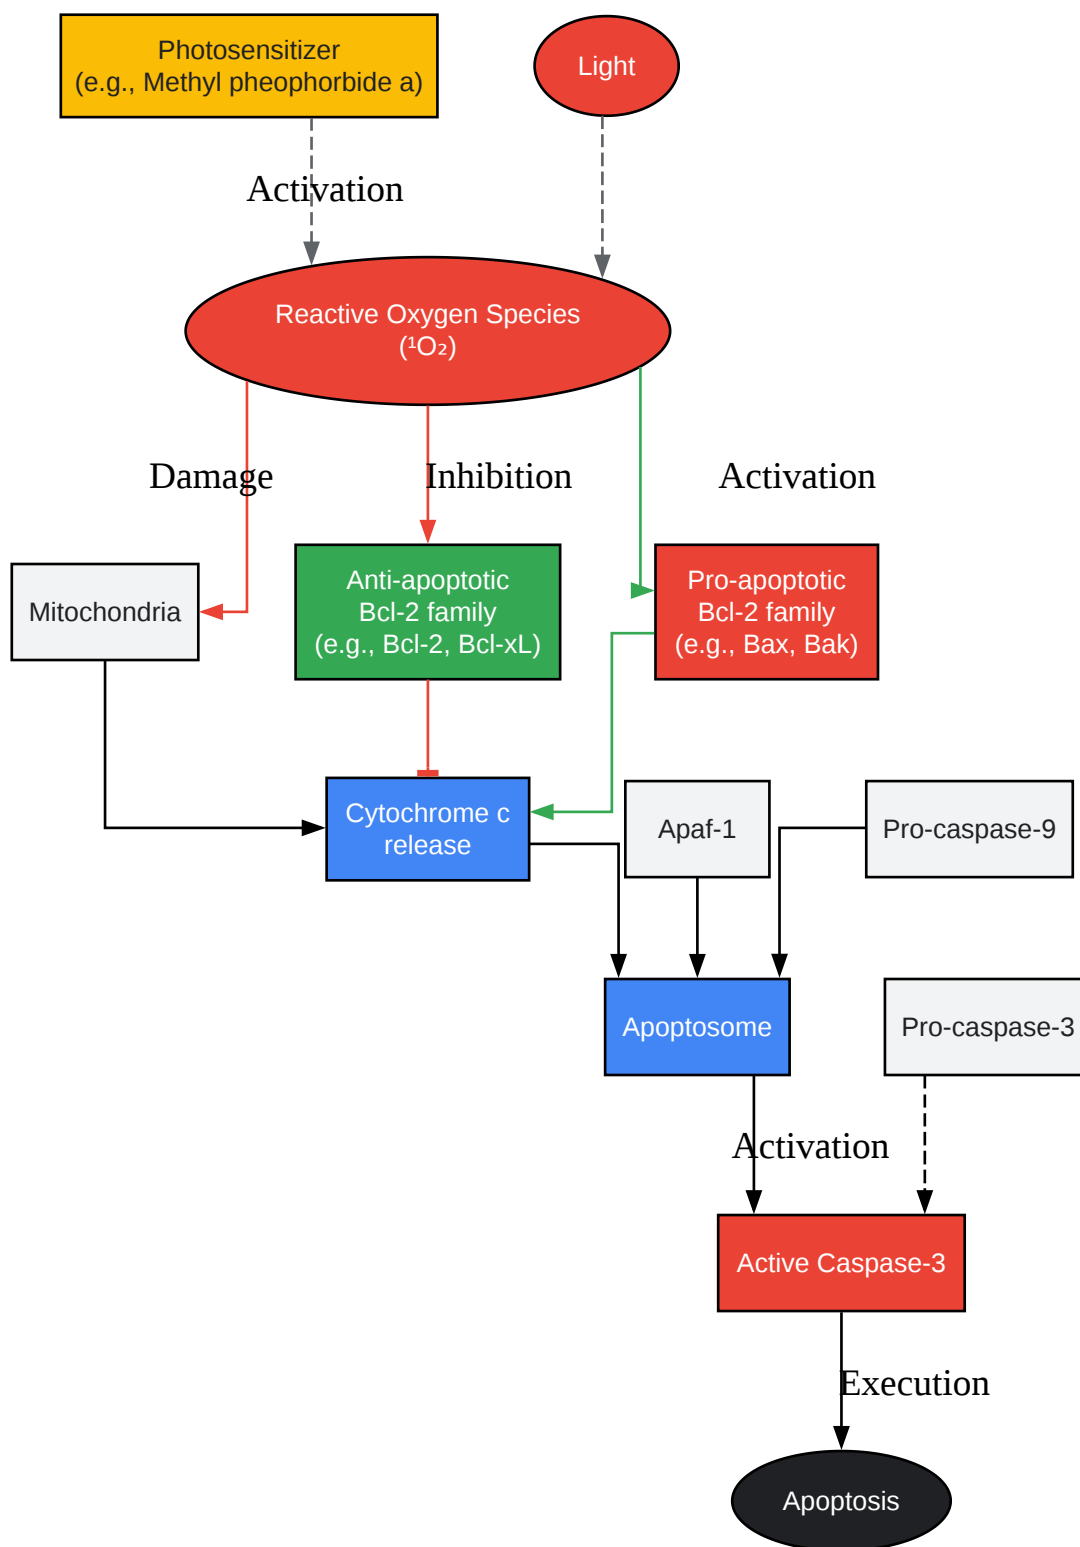 Photosensitizer
(e.g., Methyl pheophorbide a)
Light
Activation
Reactive Oxygen Species
(¹O₂)
Damage
Inhibition
Activation
Mitochondria
Anti-apoptotic
Bcl-2 family
(e.g., Bcl-2, Bcl-xL)
Pro-apoptotic
Bcl-2 family
(e.g., Bax, Bak)
Cytochrome c
release
Apaf-1
Pro-caspase-9
Apoptosome
Pro-caspase-3
Activation
Active Caspase-3
Execution
Apoptosis